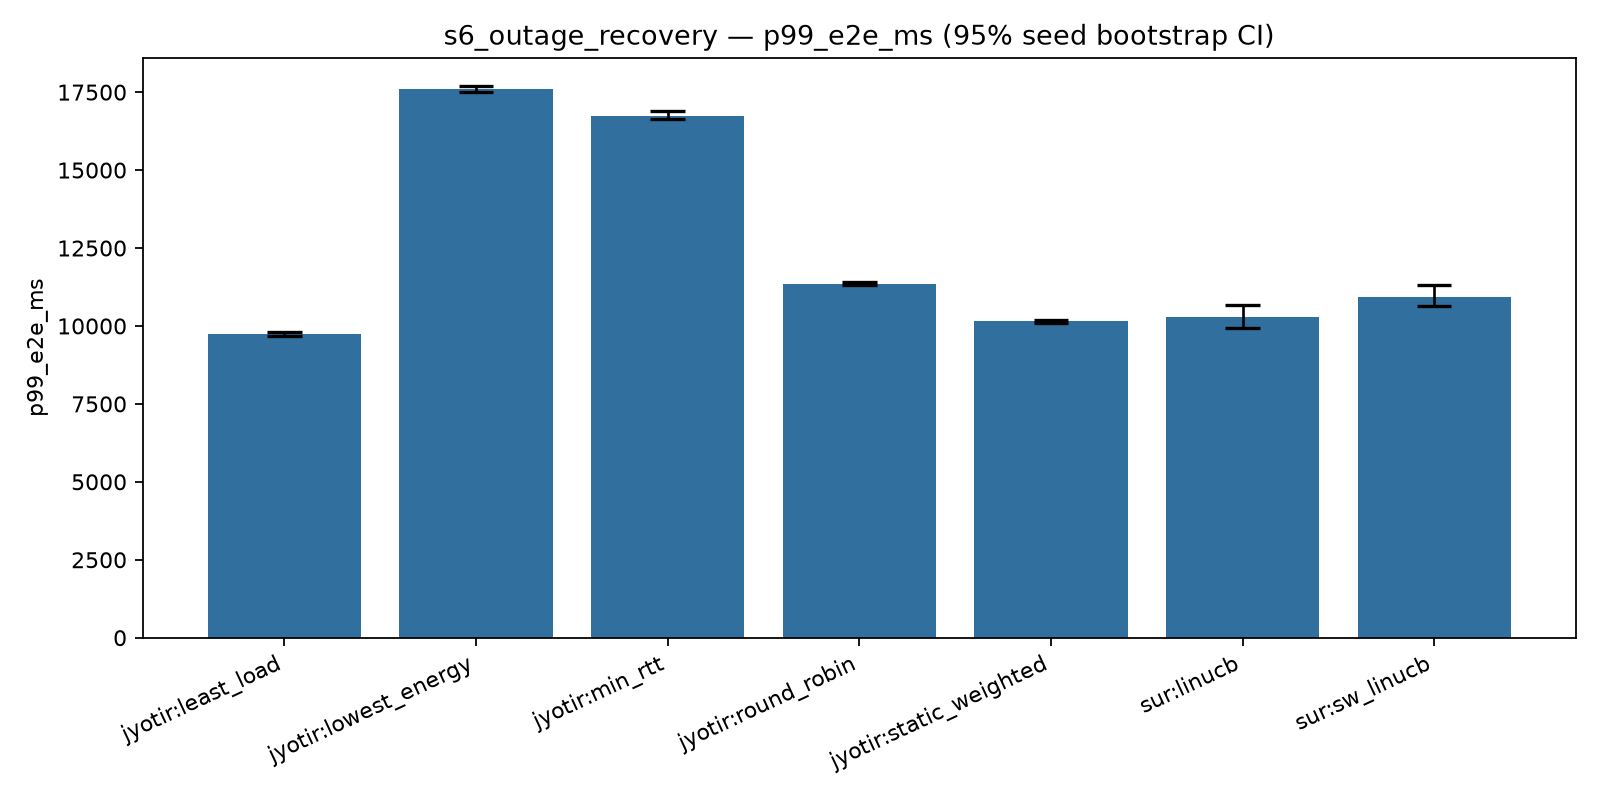 s6_outage_recovery — p99_e2e_ms (95% seed bootstrap CI)
p99_e2e_ms
17500
15000
12500
10000
7500
5000
2500
0
jyotir:least_load
jyotir:lowest_energy
jyotir:min_rtt
jyotir:round_robin
jyotir:static_weighted
sur:linucb
sur:sw_linucb